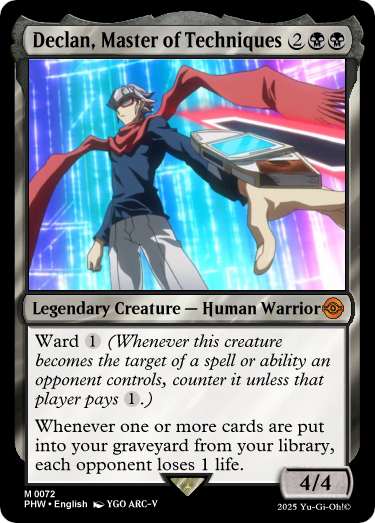 Declan, Master of Techniques 2
Legendary Creature — Human Warrior
Ward 1 (Whenever this creature
becomes the target of a spell or ability an
opponent controls, counter it unless that
player pays 1.)
Whenever one or more cards are put
into your graveyard from your library,
each opponent loses 1 life.
4/4
M 0072
PHW • English YGO ARC-V
2025 Yu-Gi-Oh!©